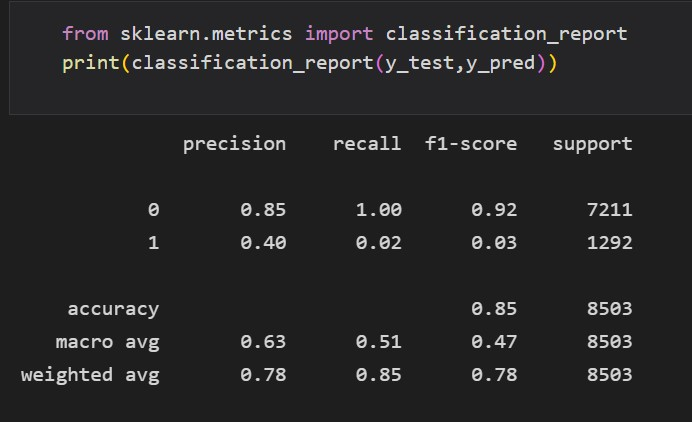 from sklearn.metrics import classification_report
print(classification_report(y_test,y_pred))
precision recall f1-score support
0 0.85 1.00 0.92 7211
1 0.40 0.02 0.03 1292
accuracy 0.85 8503
macro avg 0.63 0.51 0.47 8503
weighted avg 0.78 0.85 0.78 8503